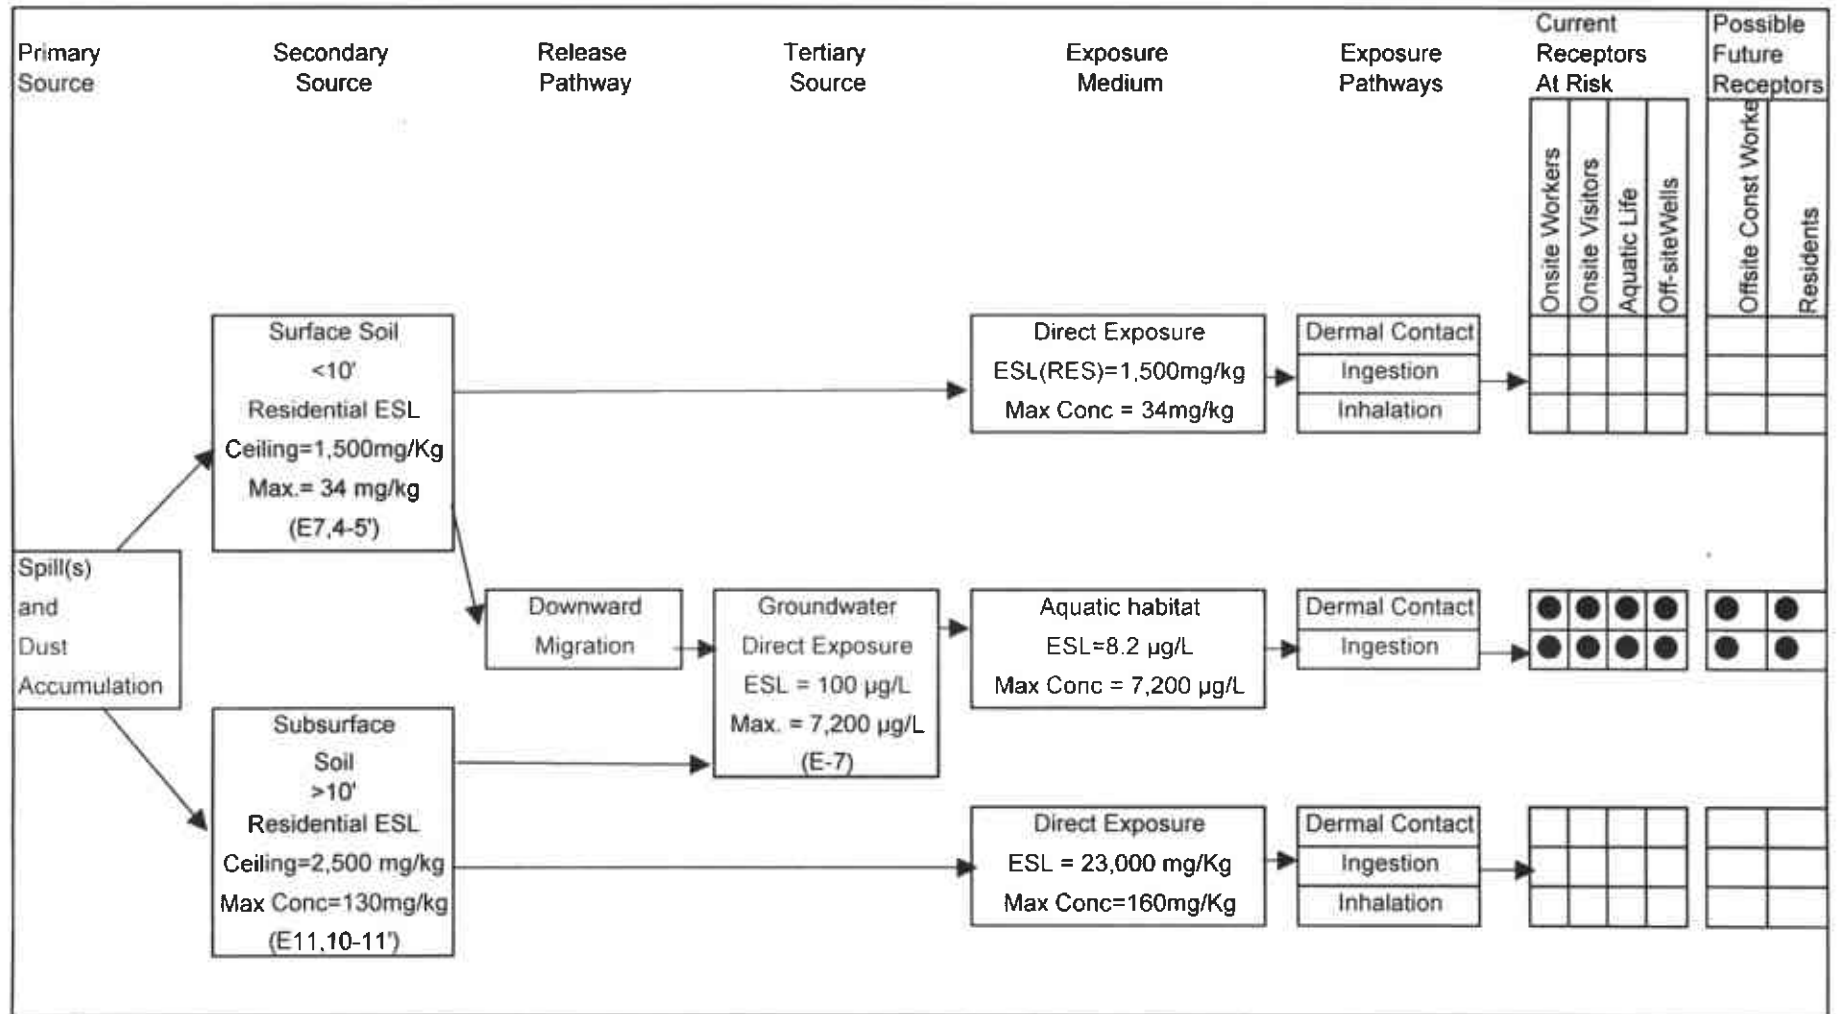 Primary
Source
Secondary
Source
Release
Pathway
Tertiary
Source
Exposure
Medium
Exposure
Pathways
Current
Receptors
At Risk
Possible
Future
Receptors
Onsite Workers
Onsite Visitors
Aquatic Life
Off-siteWells
Offsite Const Worke
Residents
Surface Soil
<10'
Residential ESL
Ceiling=1,500mg/Kg
Max.= 34 mg/kg
(E7,4-5')
Direct Exposure
ESL(RES)=1,500mg/kg
Max Conc = 34mg/kg
Dermal Contact
Ingestion
Inhalation
Spill(s)
and
Dust
Accumulation
Downward
Migration
Groundwater
Direct Exposure
ESL = 100 µg/L
Max. = 7,200 µg/L
(E-7)
Aquatic habitat
ESL=8.2 µg/L
Max Conc = 7,200 µg/L
Dermal Contact
Ingestion
Subsurface
Soil
>10'
Residential ESL
Ceiling=2,500 mg/kg
Max Conc=130mg/kg
(E11,10-11')
Direct Exposure
ESL = 23,000 mg/Kg
Max Conc=160mg/Kg
Dermal Contact
Ingestion
Inhalation